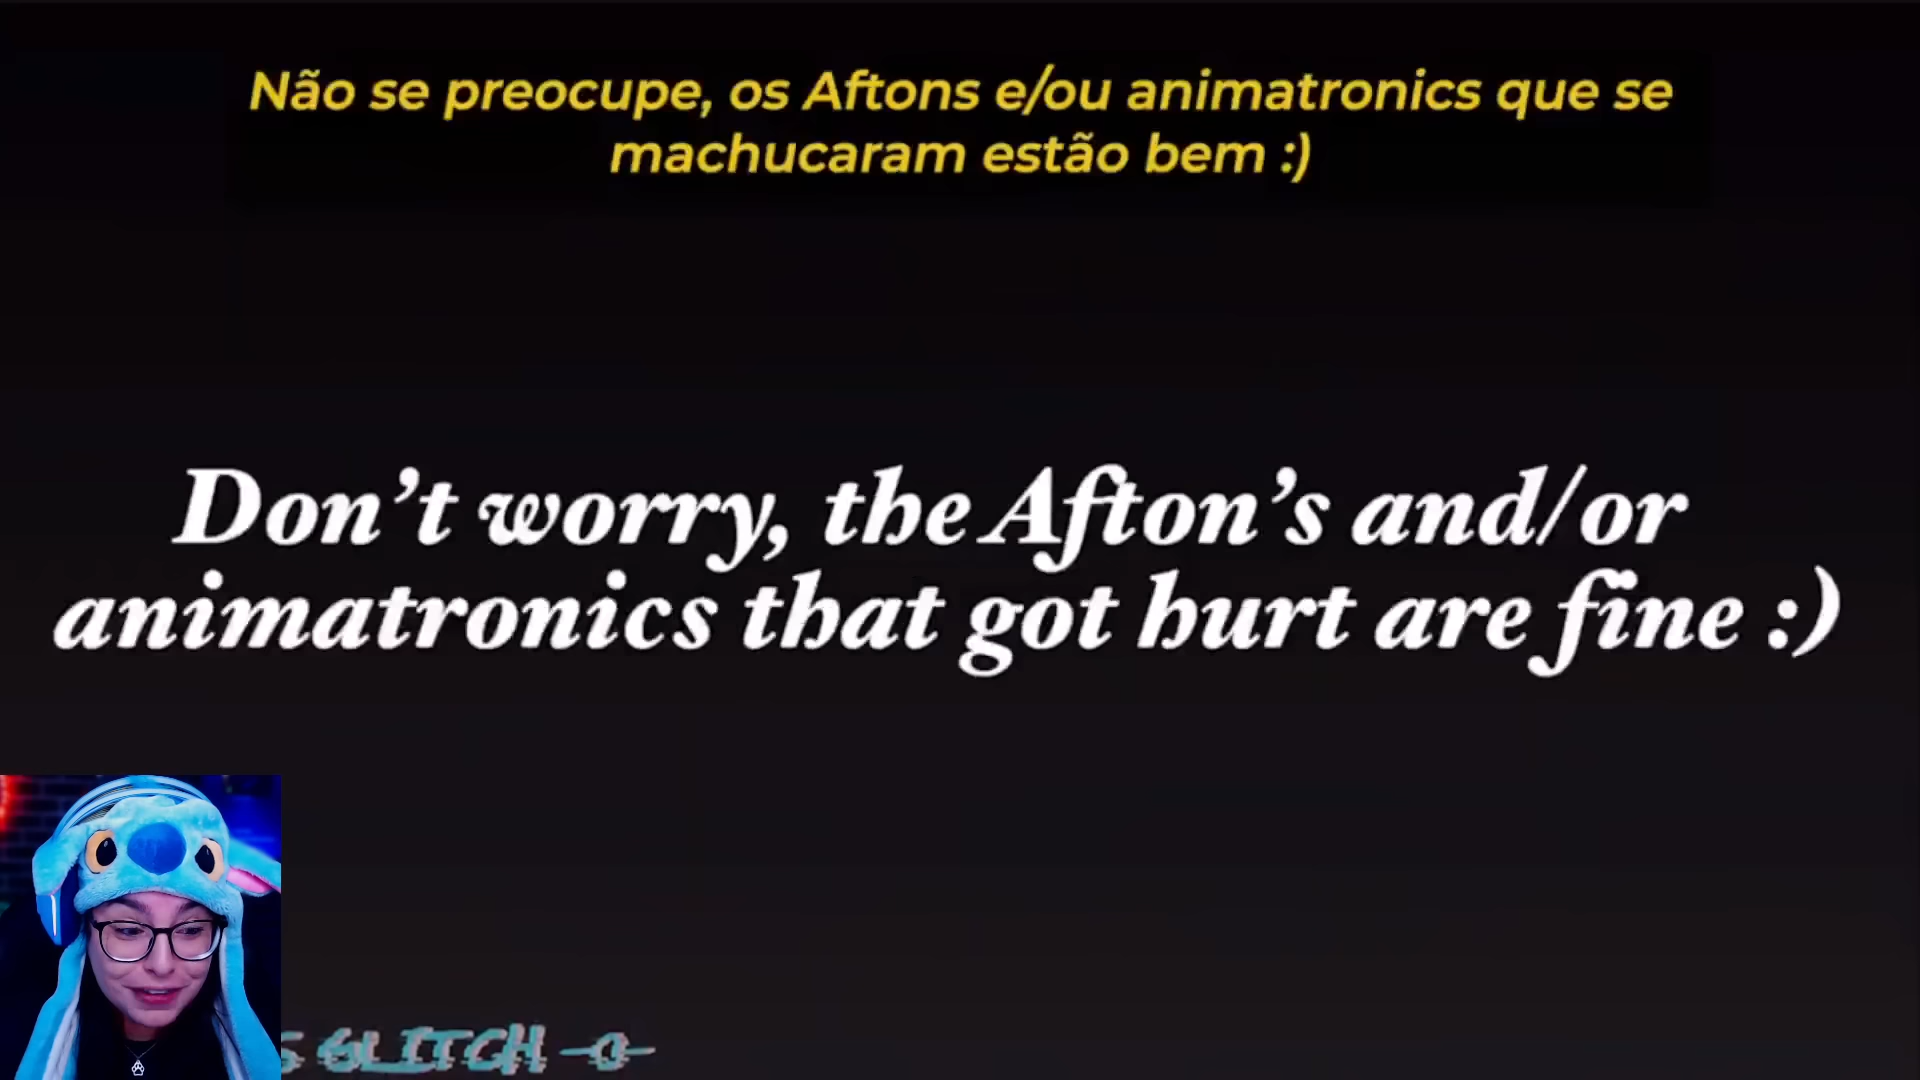 Não se preocupe, os Aftons e/ou animatronics que se
machucaram estão bem :)
Don’t worry, the Afton’s and/or
animatronics that got hurt are fine :)
GLITCH